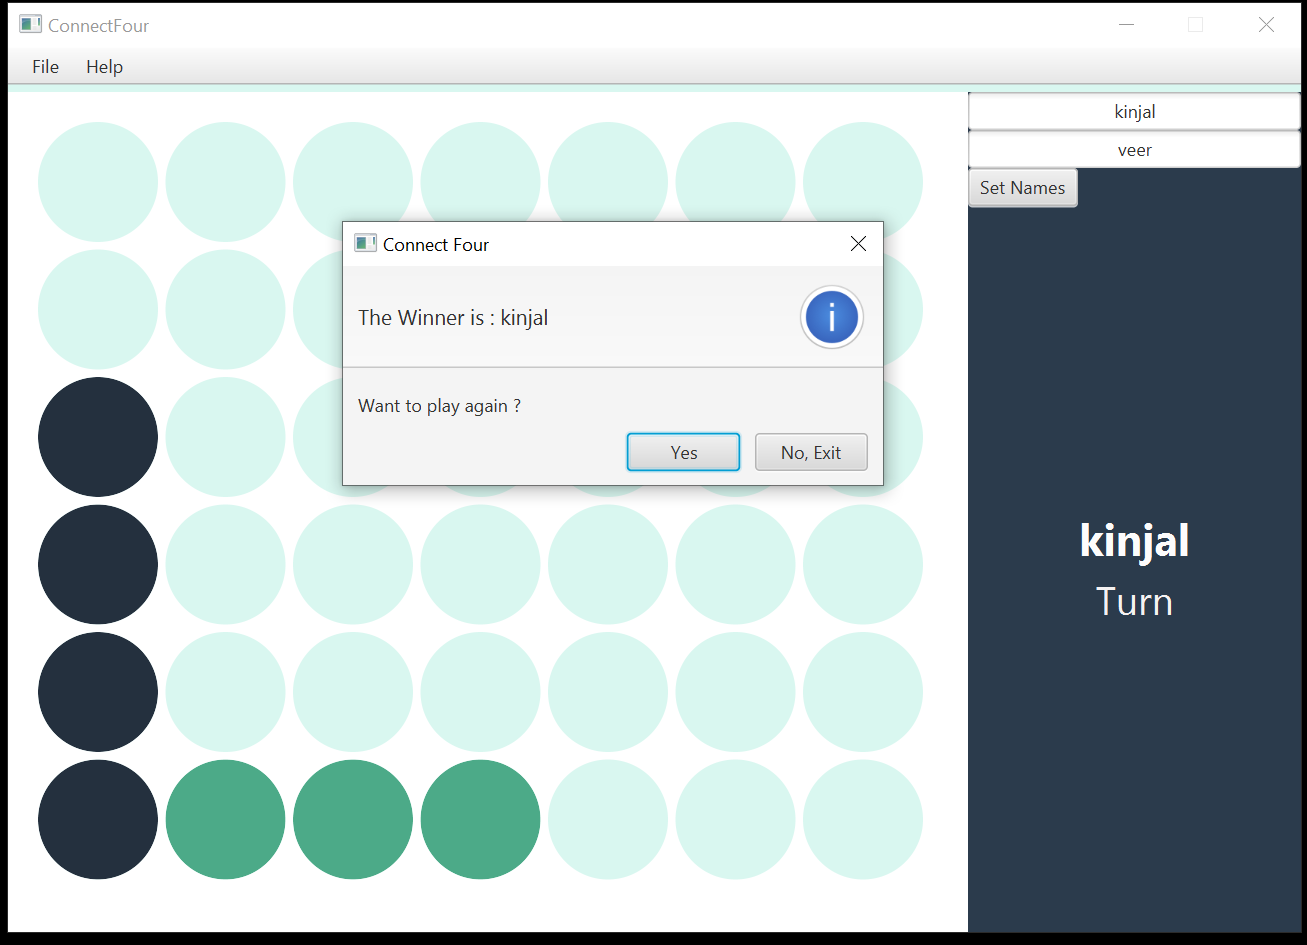 ConnectFour
File Help
kinjal
veer
Set Names
Connect Four
The Winner is : kinjal
i
Want to play again ?
Yes No, Exit
kinjal
Turn